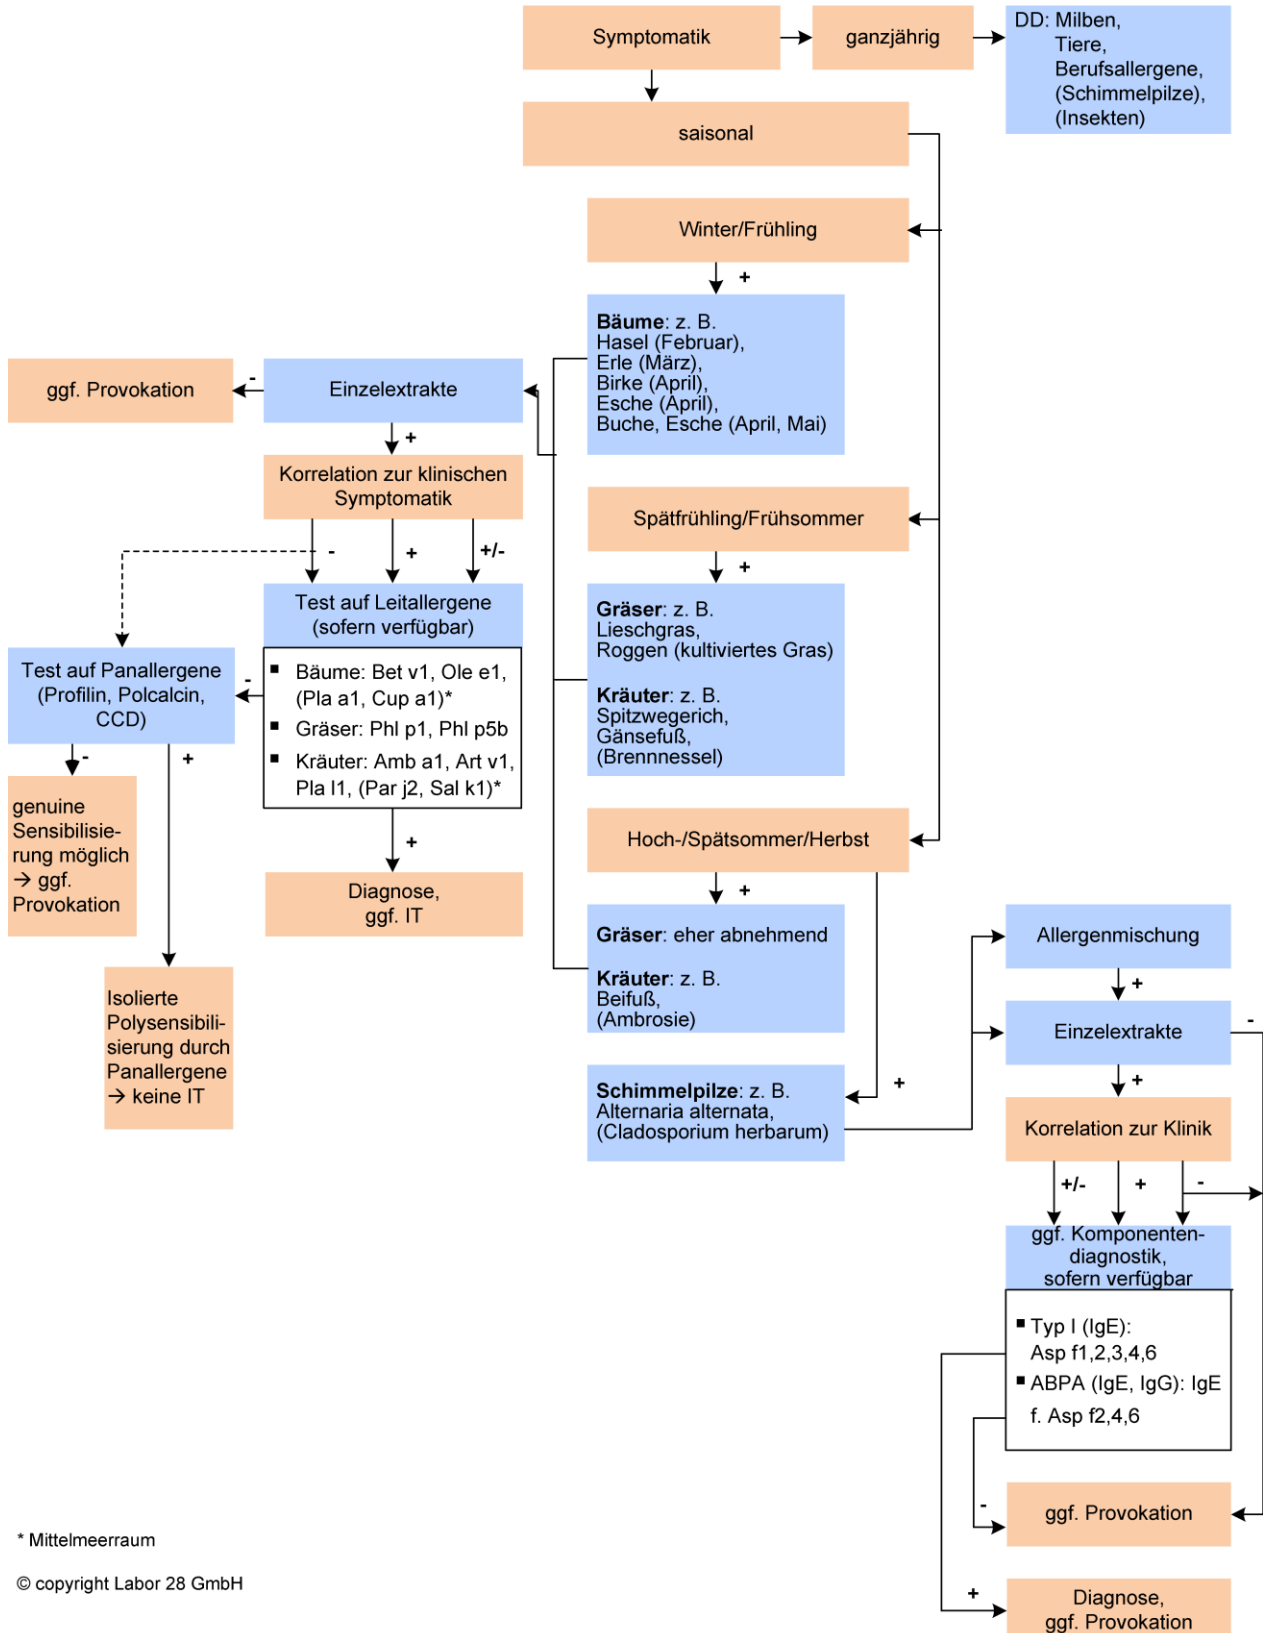 Symptomatik
ganzjährig
DD: Milben,
Tiere,
Berufsallergene,
(Schimmelpilze),
(Insekten)
saisonal
Winter/Frühling
+
Bäume: z. B.
Hasel (Februar),
Erle (März),
Birke (April),
Esche (April),
Buche, Esche (April, Mai)
ggf. Provokation
-
Einzelextrakte
+
Korrelation zur klinischen
Symptomatik
-
+
+/-
Spätfrühling/Frühsommer
+
Gräser: z. B.
Lieschgras,
Roggen (kultiviertes Gras)
Kräuter: z. B.
Spitzwegerich,
Gänsefuß,
(Brennnessel)
Test auf Leitallergene
(sofern verfügbar)
■ Bäume: Bet v1, Ole e1,
(Pla a1, Cup a1)*
■ Gräser: Phl p1, Phl p5b
■ Kräuter: Amb a1, Art v1,
Pla l1, (Par j2, Sal k1)*
-
Test auf Panallergene
(Profilin, Polcalcin,
CCD)
-
+
genuine
Sensibilisie-
rung möglich
→ ggf.
Provokation
+
Diagnose,
ggf. IT
Isolierte
Polysensibili-
sierung durch
Panallergene
→ keine IT
Hoch-/Spätsommer/Herbst
+
Gräser: eher abnehmend
Kräuter: z. B.
Beifuß,
(Ambrosie)
+
Schimmelpilze: z. B.
Alternaria alternata,
(Cladosporium herbarum)
Allergenmischung
+
Einzelextrakte
-
+
Korrelation zur Klinik
+/-
+
-
ggf. Komponenten-
diagnostik,
sofern verfügbar
■ Typ I (IgE):
Asp f1,2,3,4,6
■ ABPA (IgE, IgG): IgE
f. Asp f2,4,6
-
ggf. Provokation
+
Diagnose,
ggf. Provokation
* Mittelmeerraum
© copyright Labor 28 GmbH